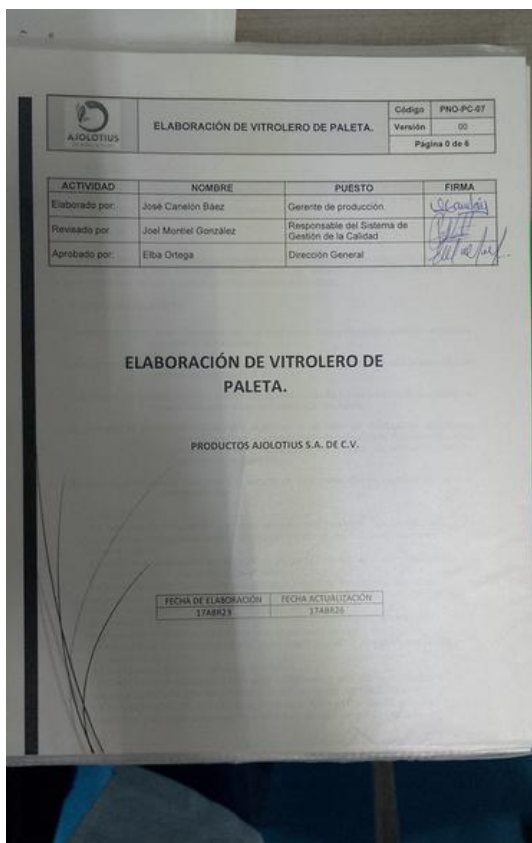 AJOLOTIUS
ELABORACIÓN DE VITROLERO DE PALETA.
Código PNO-PC-07
Versión 00
Página 0 de 6
ACTIVIDAD NOMBRE PUESTO FIRMA
Elaborado por: José Canelón Báez Gerente de producción.
Revisado por: Joel Montiel González Responsable del Sistema de
Gestión de la Calidad
Aprobado por: Elba Ortega Dirección General
ELABORACIÓN DE VITROLERO DE
PALETA.
PRODUCTOS AJOLOTIUS S.A. DE C.V.
FECHA DE ELABORACIÓN FECHA ACTUALIZACIÓN
17ABR23 17ABR26